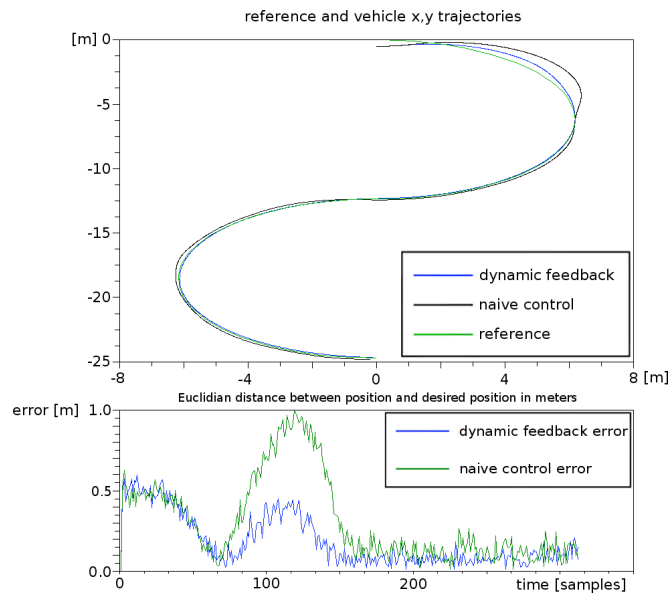 reference and vehicle x,y trajectories
[m] 0
-5
-10
-15
-20
-25
dynamic feedback
naive control
reference
-8 -4 0 4 8 [m]
Euclidian distance between position and desired position in meters
error [m] 1.0
0.5
0.0
dynamic feedback error
naive control error
0 100 200 time [samples]